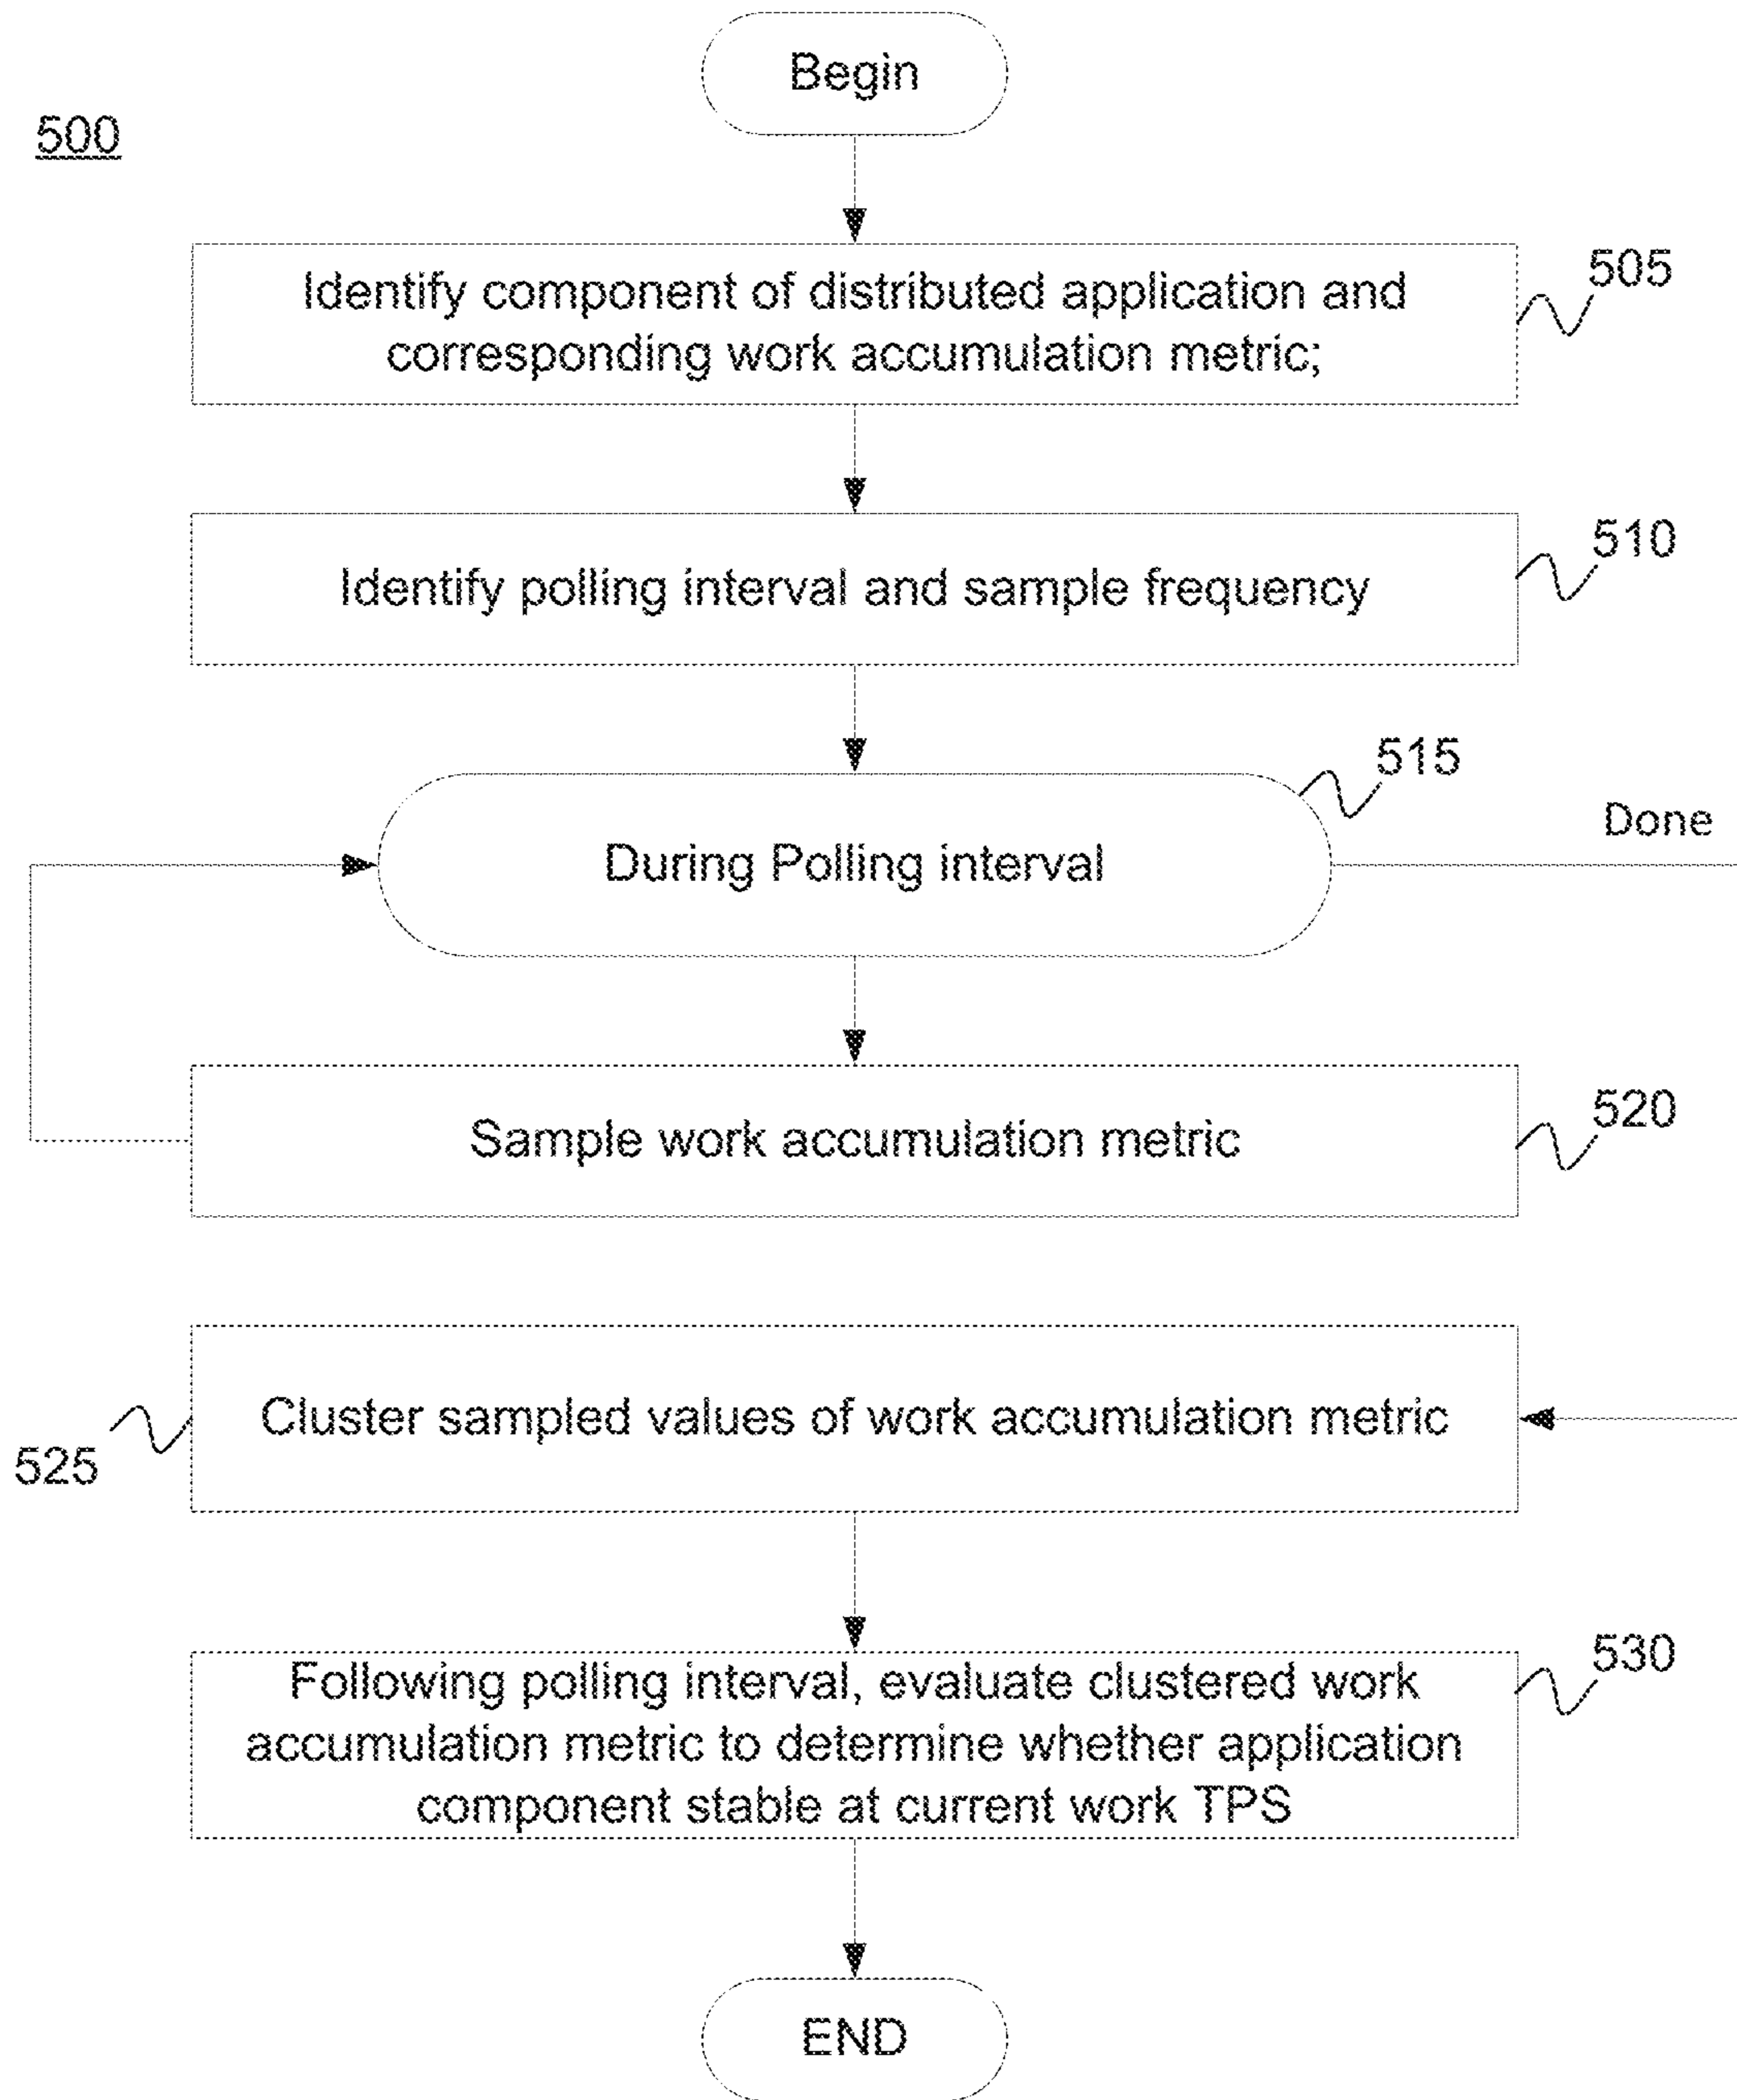 Begin
500
Identify component of distributed application and
corresponding work accumulation metric;
505
Identify polling interval and sample frequency
510
515
Done
During Polling interval
Sample work accumulation metric
520
Cluster sampled values of work accumulation metric
525
Following polling interval, evaluate clustered work
accumulation metric to determine whether application
component stable at current work TPS
530
END